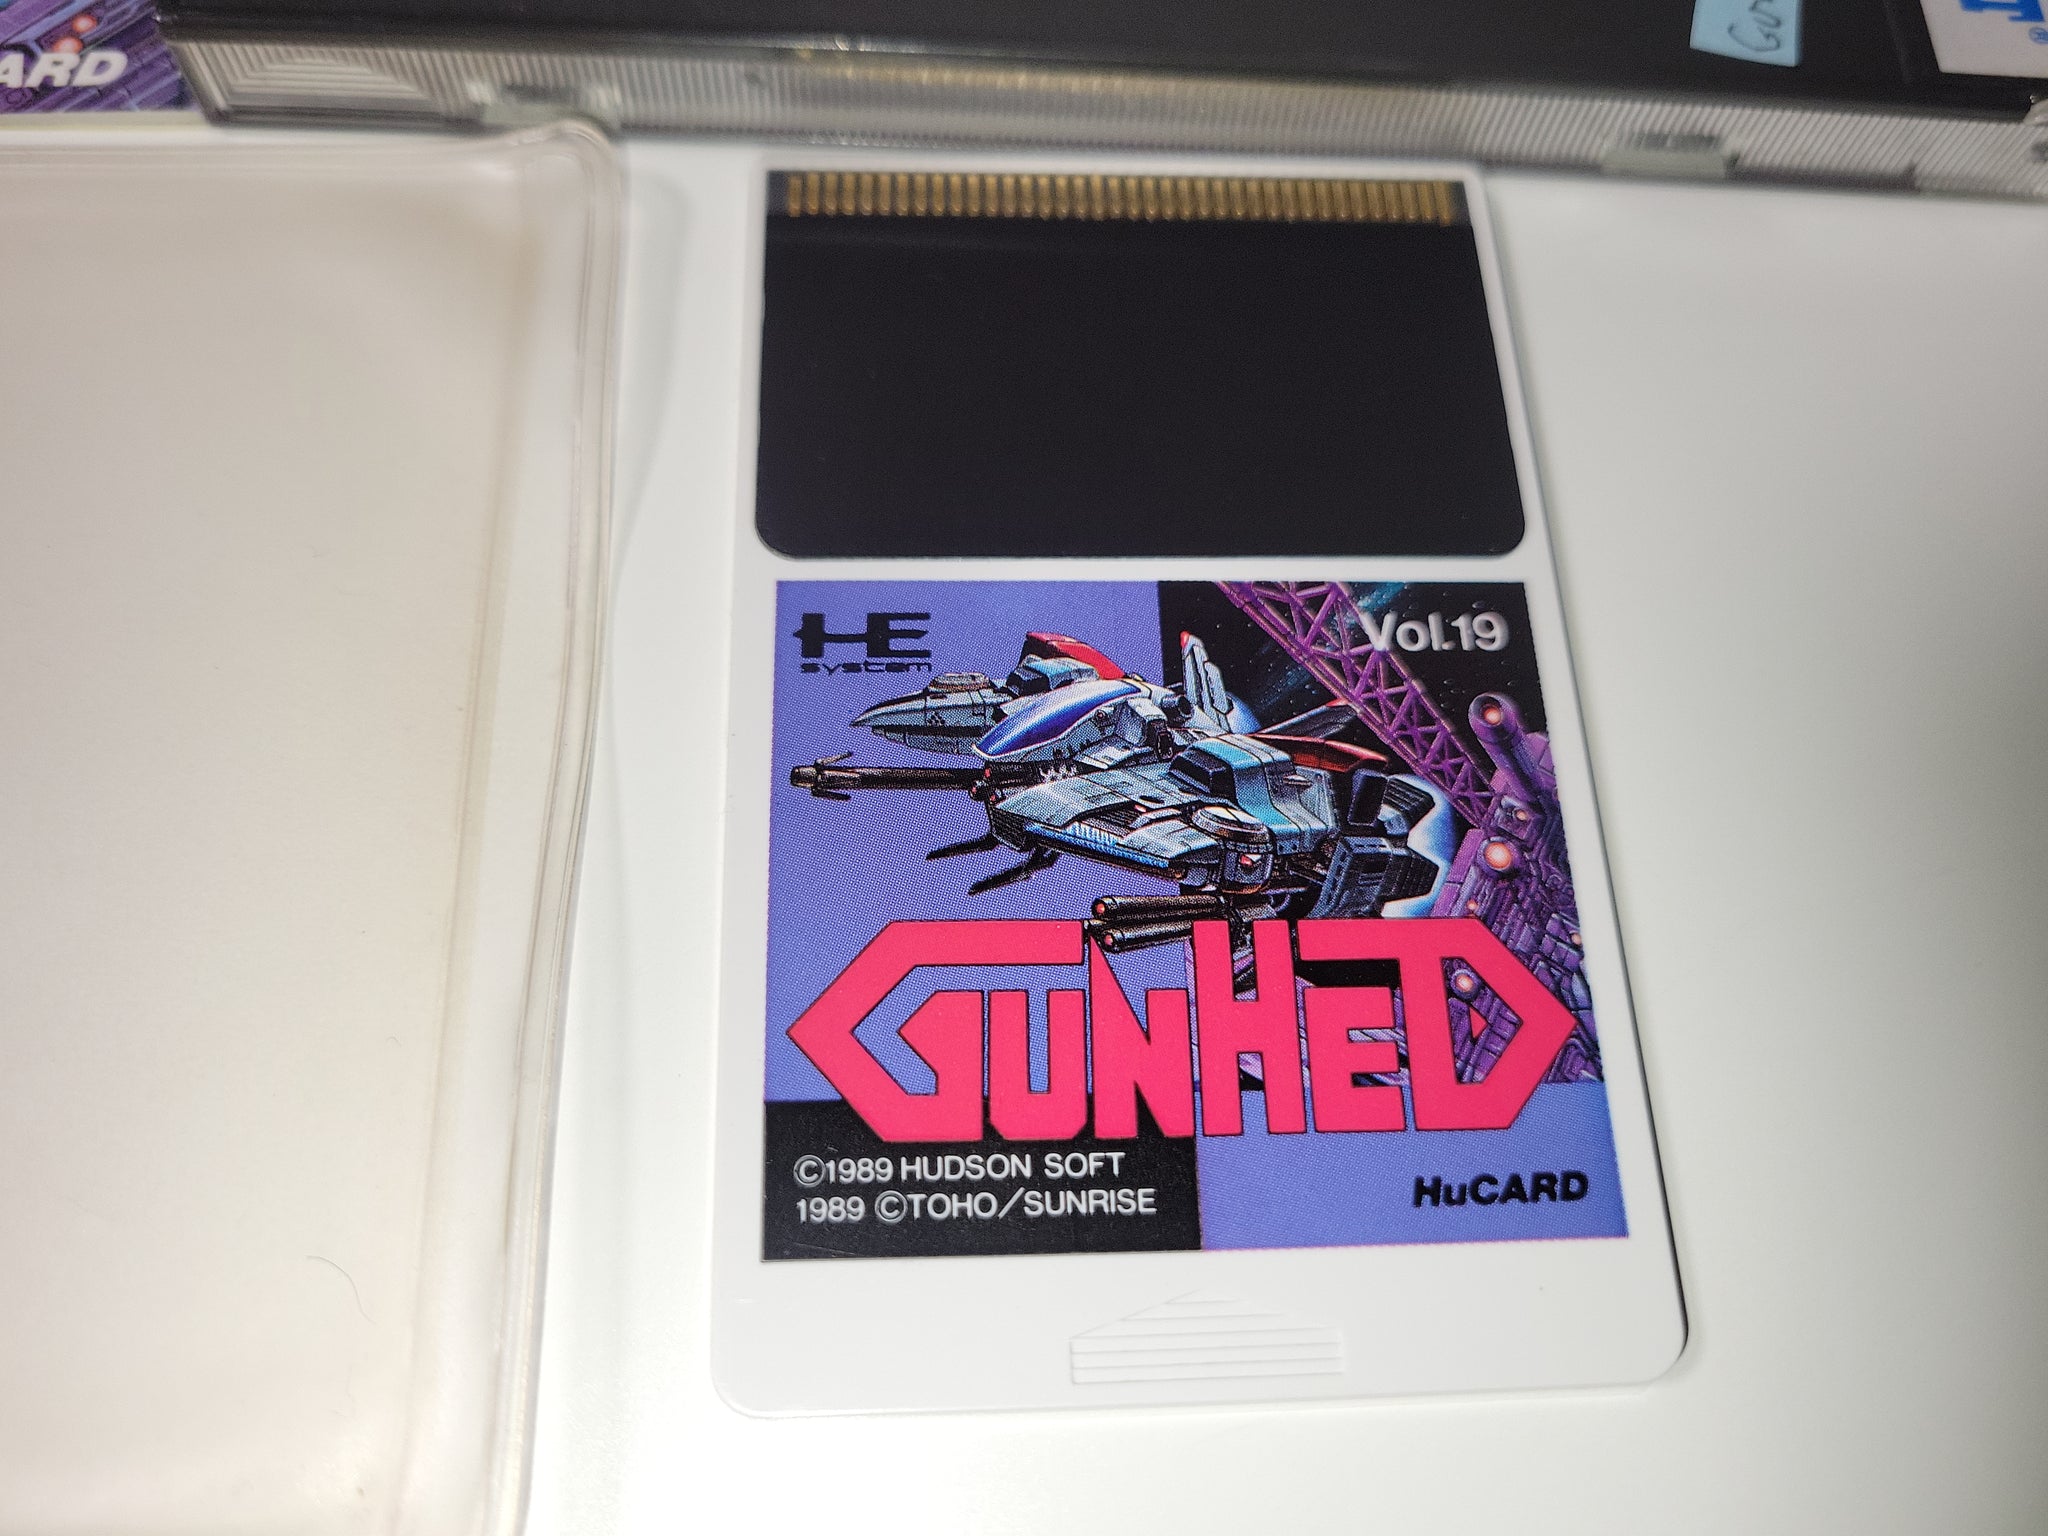 ARD
HE
system
Vol.19
GUNHED
©1989 HUDSON SOFT
1989 ©TOHO/SUNRISE
HuCARD